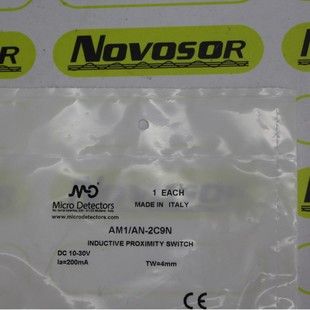 NOVOSOR
NOVOSOR
MD
1 EACH
Micro Detectors
MADE IN ITALY
www.microdetectors.com
AM1/AN-2C9N
INDUCTIVE PROXIMITY SWITCH
DC 10-30V
Ia=200mA
TW=4mm
CE